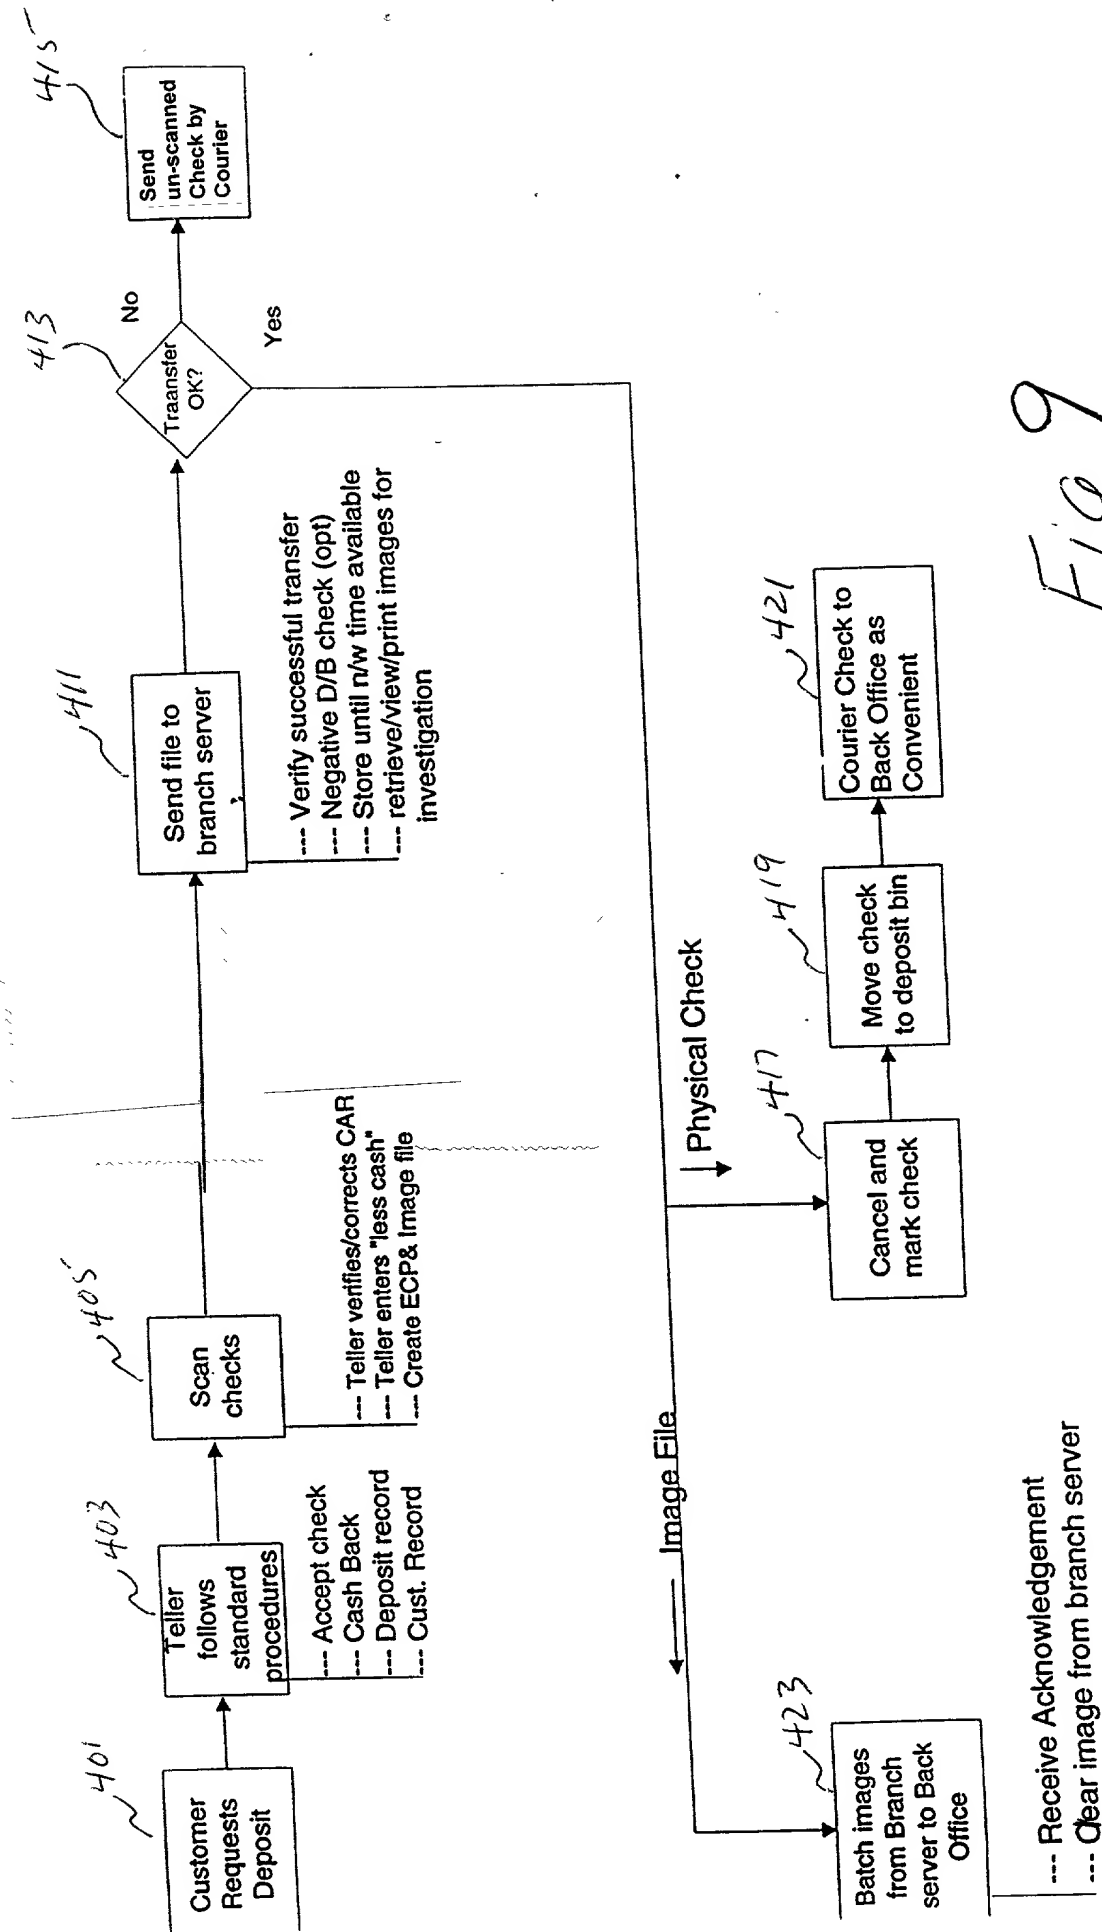 401
Customer
Requests
Deposit
403
Teller
follows
standard
procedures
--- Accept check
--- Cash Back
--- Deposit record
--- Cust. Record
405
Scan
checks
--- Teller verifies/corrects CAR
--- Teller enters "less cash"
--- Create ECP& Image file
411
Send file to
branch server
--- Verify successful transfer
--- Negative D/B check (opt)
--- Store until n/w time available
--- retrieve/view/print images for
investigation
413
Traansfer
OK?
No
Yes
415
Send
un-scanned
Check by
Courier
Image File
Physical Check
417
Cancel and
mark check
419
Move check
to deposit bin
421
Courier Check to
Back Office as
Convenient
423
Batch images
from Branch
server to Back
Office
--- Receive Acknowledgement
--- Clear image from branch server
Fig 9